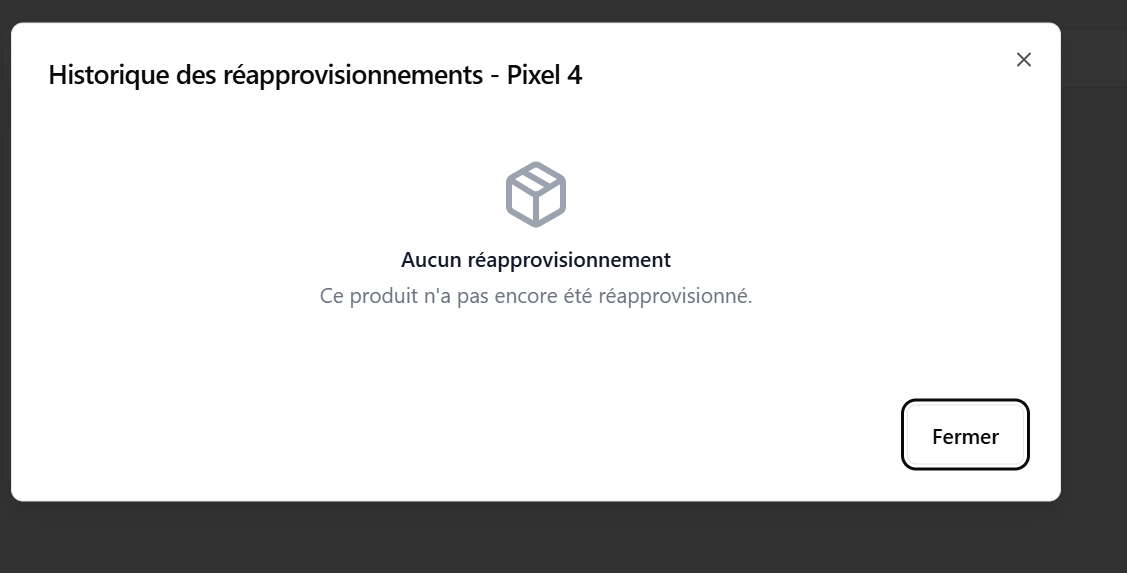 Historique des réapprovisionnements - Pixel 4
Aucun réapprovisionnement
Ce produit n'a pas encore été réapprovisionné.
Fermer